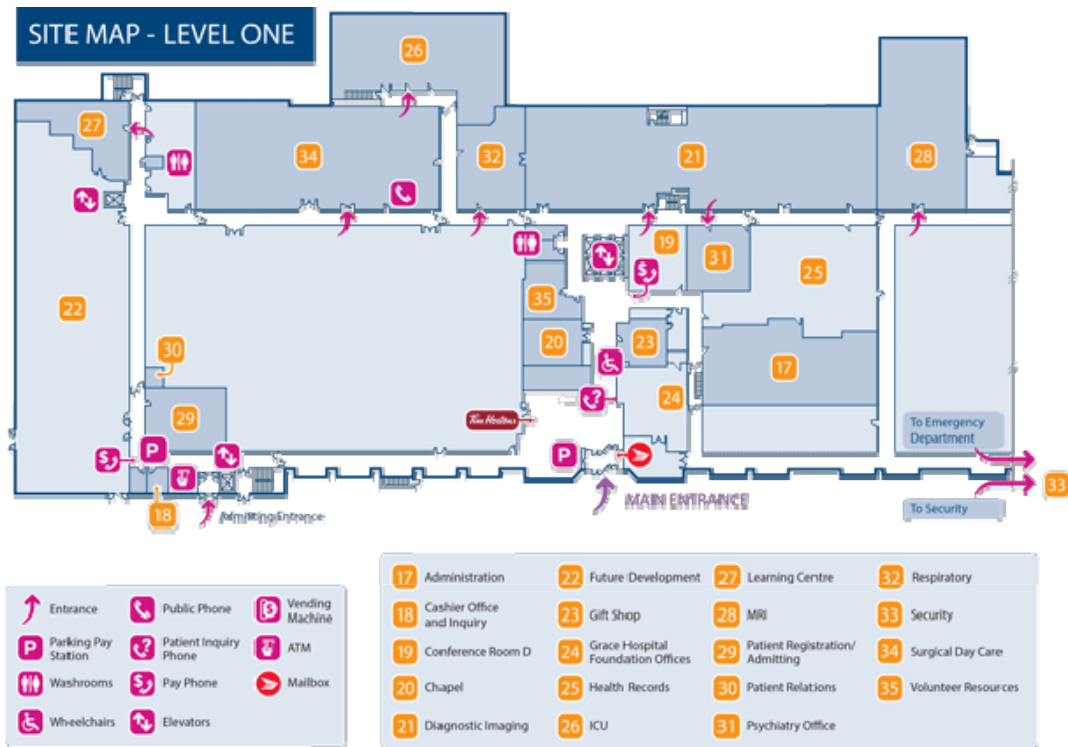 SITE MAP - LEVEL ONE
26
27
34
32
21
28
19
31
25
22
35
30
20
23
17
29
24
Tim Hortons
To Emergency
Department
P
P
MAIN ENTRANCE
33
18
Admitting Entrance
To Security
Entrance
Public Phone
Vending
Machine
P Parking Pay
Station
Patient Inquiry
Phone
ATM
Washrooms
Pay Phone
Mailbox
Wheelchairs
Elevators
17 Administration
22 Future Development
27 Learning Centre
32 Respiratory
18 Cashier Office
and Inquiry
23 Gift Shop
28 MRI
33 Security
19 Conference Room D
24 Grace Hospital
Foundation Offices
29 Patient Registration/
Admitting
34 Surgical Day Care
20 Chapel
25 Health Records
30 Patient Relations
35 Volunteer Resources
21 Diagnostic Imaging
26 ICU
31 Psychiatry Office